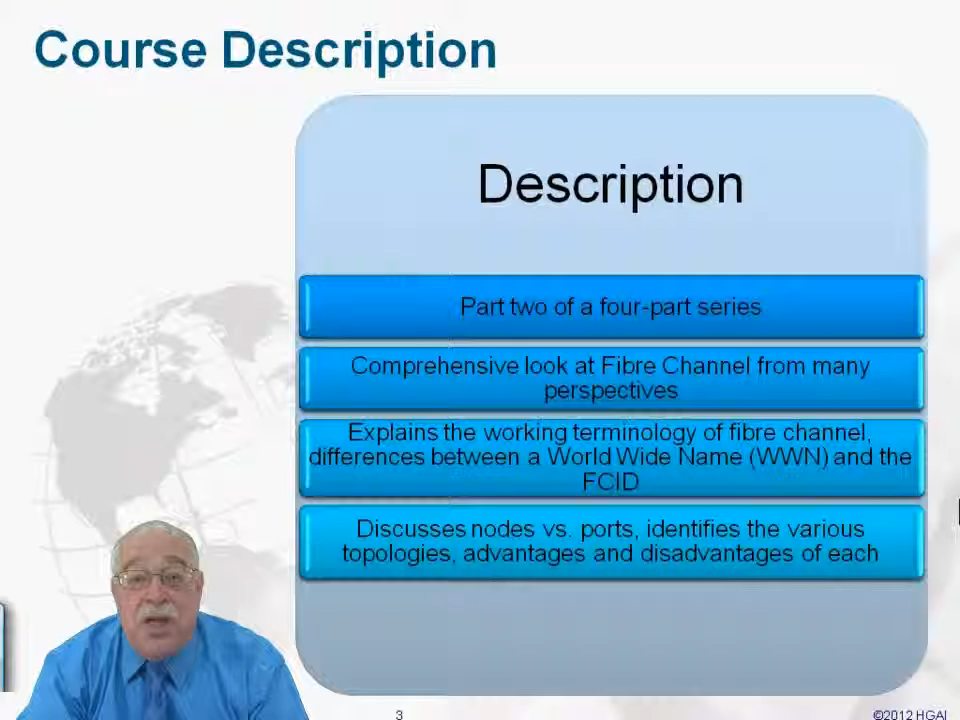 Course Description
Description
Part two of a four-part series
Comprehensive look at Fibre Channel from many
perspectives
Explains the working terminology of fibre channel,
differences between a World Wide Name (WWN) and the
FCID
Discusses nodes vs. ports, identifies the various
topologies, advantages and disadvantages of each
3
©2012 HGAI